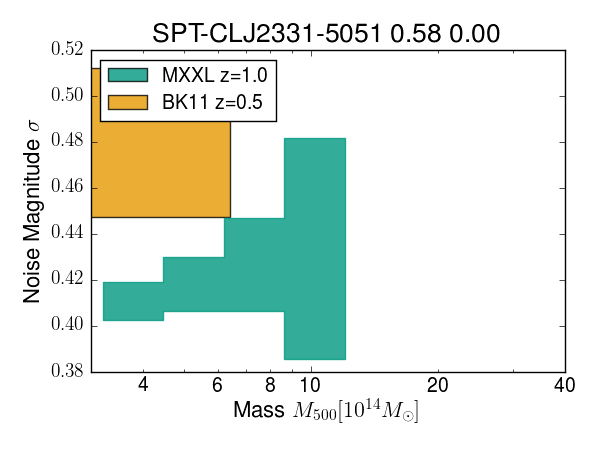 SPT-CLJ2331-5051 0.58 0.00
0.52
0.50
0.48
0.46
0.44
0.42
0.40
0.38
Noise Magnitude σ
MXXL z=1.0
BK11 z=0.5
4 6 8 10 20 40
Mass M₅₀₀[10¹⁴M☉]